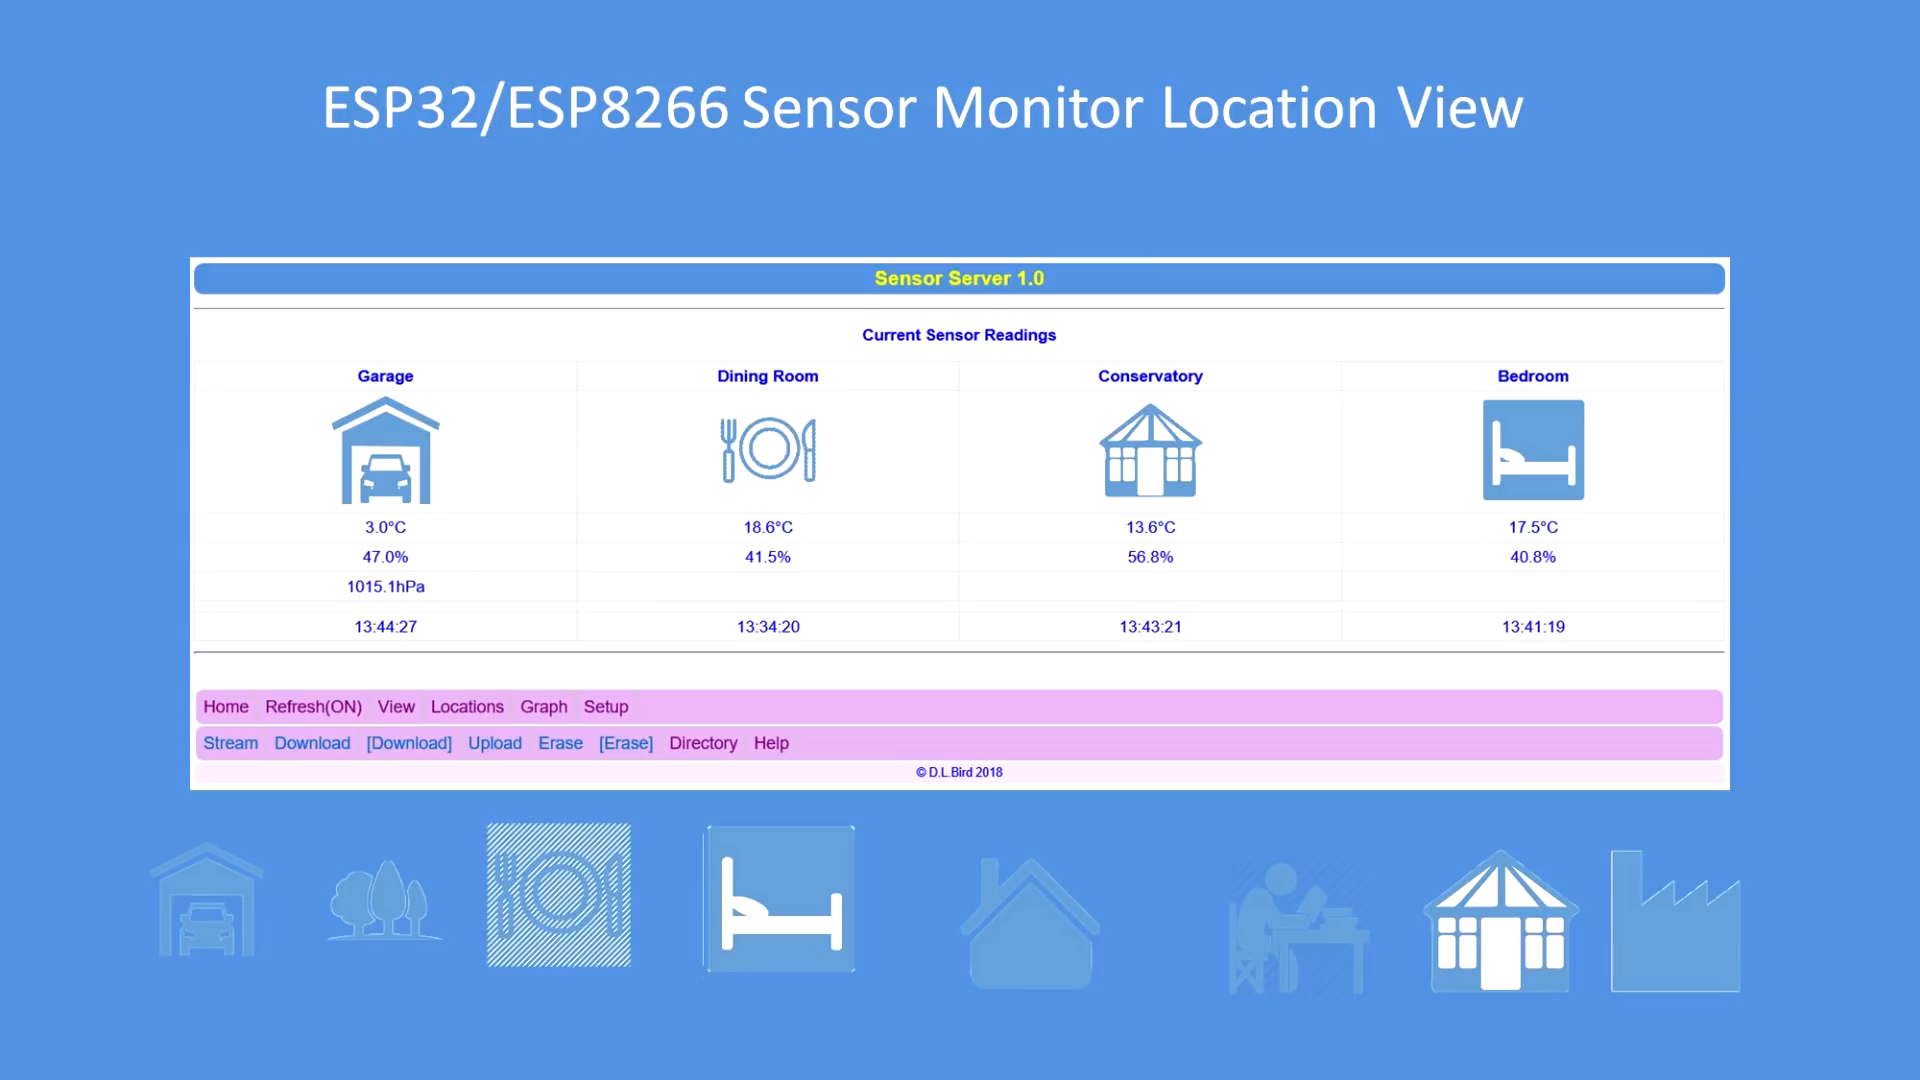 ESP32/ESP8266 Sensor Monitor Location View
Sensor Server 1.0
Current Sensor Readings
Garage Dining Room Conservatory Bedroom
3.0°C 18.6°C 13.6°C 17.5°C
47.0% 41.5% 56.8% 40.8%
1015.1hPa
13:44:27 13:34:20 13:43:21 13:41:19
Home Refresh(ON) View Locations Graph Setup
Stream Download [Download] Upload Erase [Erase] Directory Help
© D.L.Bird 2018